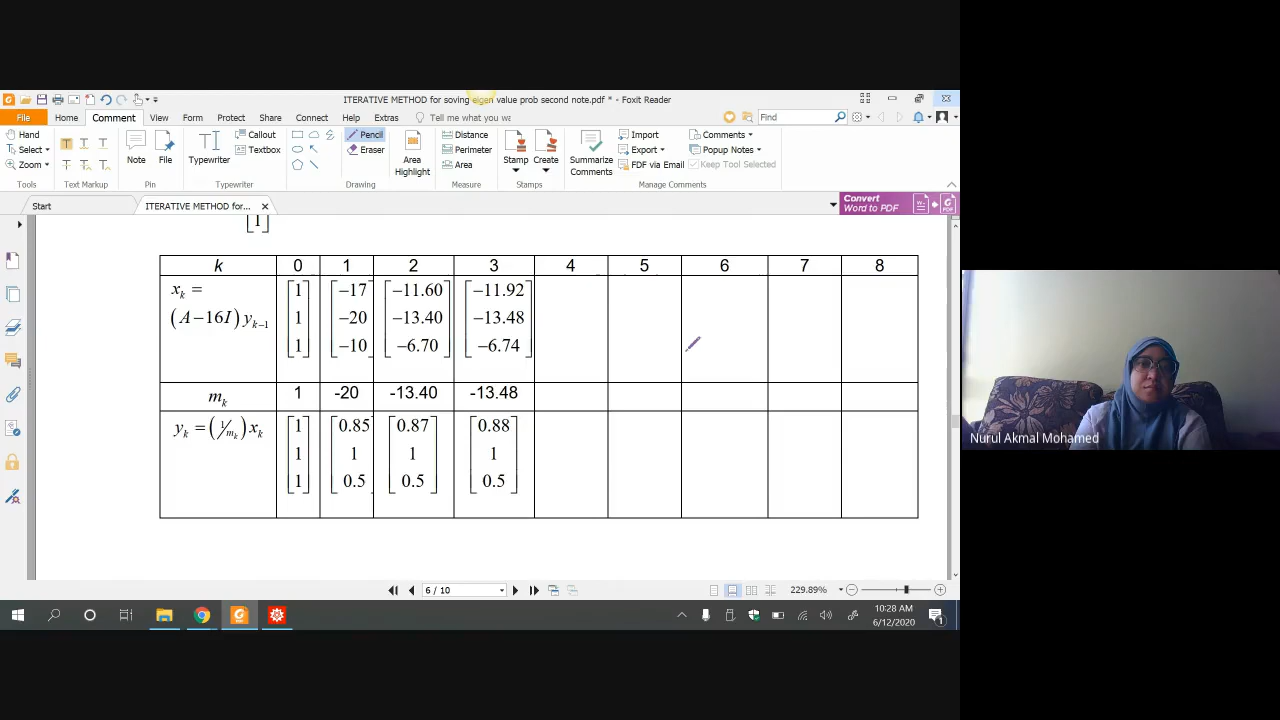 ITERATIVE METHOD for soving eigen value prob second note.pdf * - Foxit Reader
File Home Comment View Form Protect Share Connect Help Extras Tell me what you wa Find
Hand
Select
Zoom
Tools
Text Markup
Note
File
Pin
Typewriter
Callout
Textbox
Typewriter
Pencil
Eraser
Drawing
Area Highlight
Distance
Perimeter
Area
Measure
Stamp
Create
Stamps
Summarize Comments
Import
Export
FDF via Email
Comments
Popup Notes
Keep Tool Selected
Manage Comments
Start
ITERATIVE METHOD for...
Convert
Word to PDF
[1]
k 0 1 2 3 4 5 6 7 8
x_k = (A−16I) y_{k−1}
[1 1 1]
[−17 −20 −10]
[−11.60 −13.40 −6.70]
[−11.92 −13.48 −6.74]
m_k 1 -20 -13.40 -13.48
y_k = (1/m_k) x_k
[1 1 1]
[0.85 1 0.5]
[0.87 1 0.5]
[0.88 1 0.5]
6 / 10
229.89%
10:28 AM
6/12/2020
Nurul Akmal Mohamed